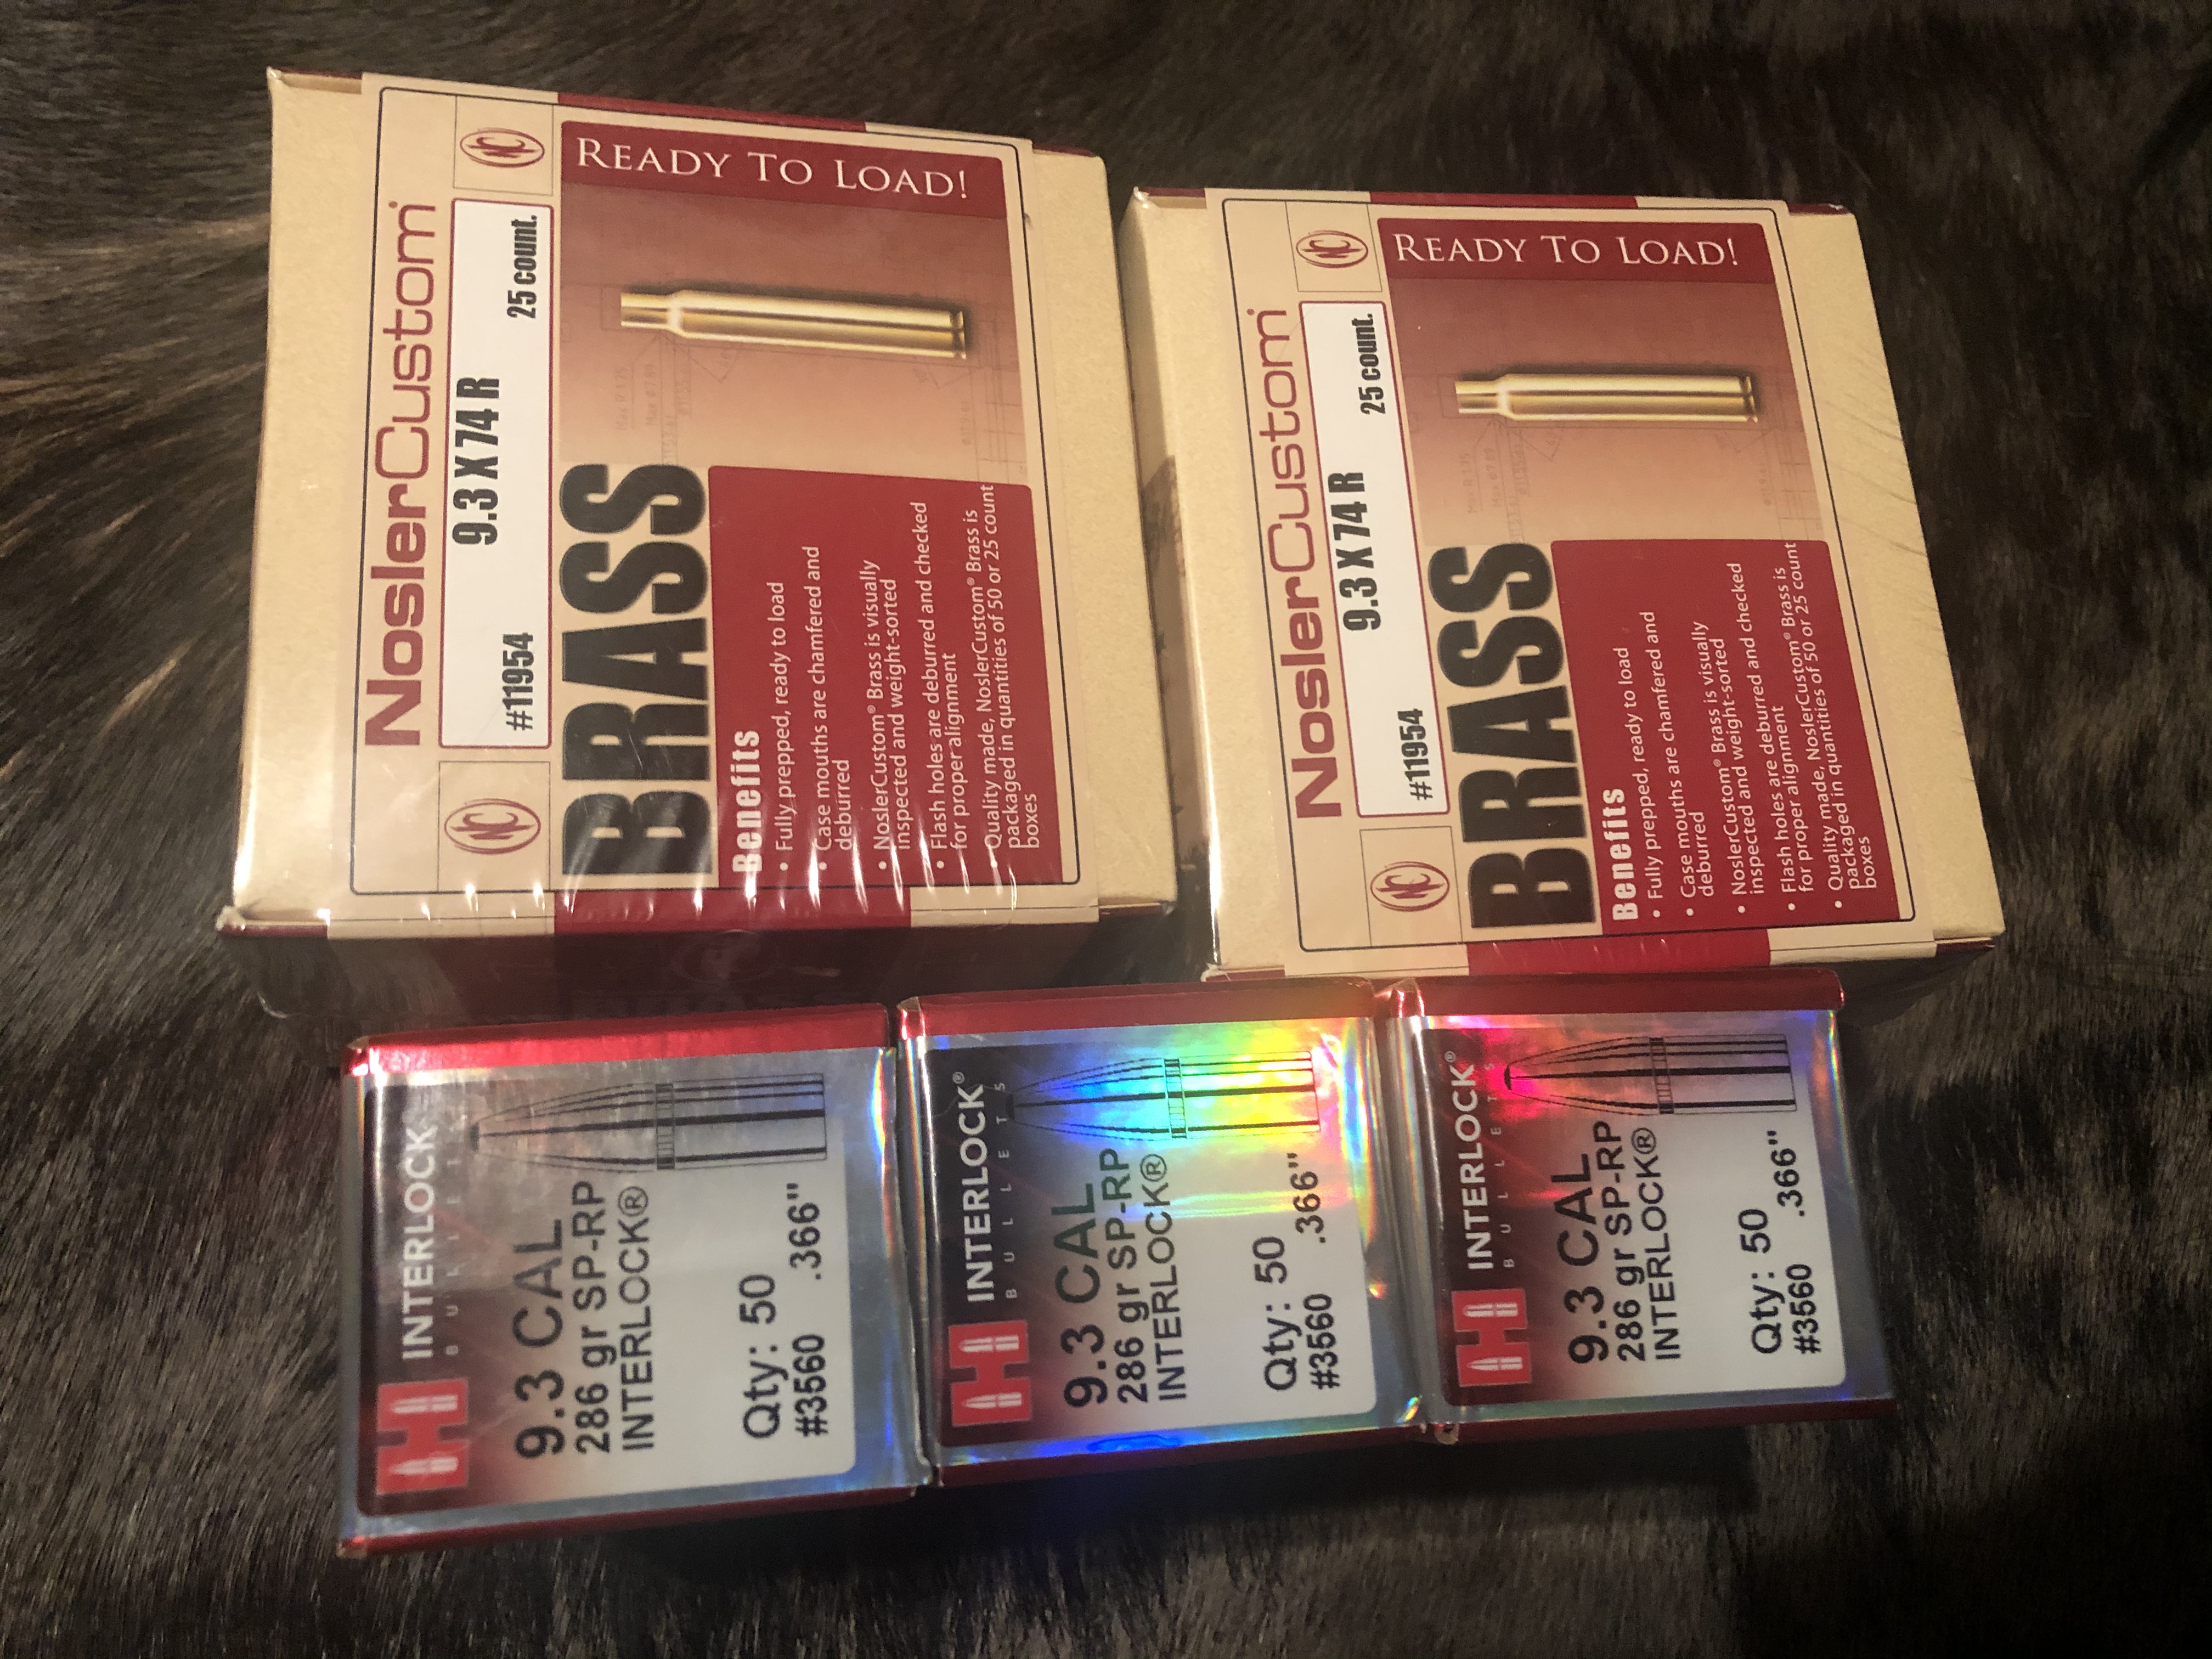 NoslerCustom
#11954 9.3 X 74 R 25 count.
BRASS
READY TO LOAD!
Benefits
• Fully prepped, ready to load
• Case mouths are chamfered and
deburred
• NoslerCustom® Brass is visually
inspected and weight-sorted
• Flash holes are deburred and checked
for proper alignment
• Quality made, NoslerCustom® Brass is
packaged in quantities of 50 or 25 count
boxes
NoslerCustom
#11954 9.3 X 74 R 25 count.
BRASS
READY TO LOAD!
Benefits
• Fully prepped, ready to load
• Case mouths are chamfered and
deburred
• NoslerCustom® Brass is visually
inspected and weight-sorted
• Flash holes are deburred and checked
for proper alignment
• Quality made, NoslerCustom® Brass is
packaged in quantities of 50 or 25 count
boxes
H INTERLOCK®
BULLETS
9.3 CAL
286 gr SP-RP
INTERLOCK®
Qty: 50
#3560 .366"
H INTERLOCK®
BULLETS
9.3 CAL
286 gr SP-RP
INTERLOCK®
Qty: 50
#3560 .366"
H INTERLOCK®
BULLETS
9.3 CAL
286 gr SP-RP
INTERLOCK®
Qty: 50
#3560 .366"